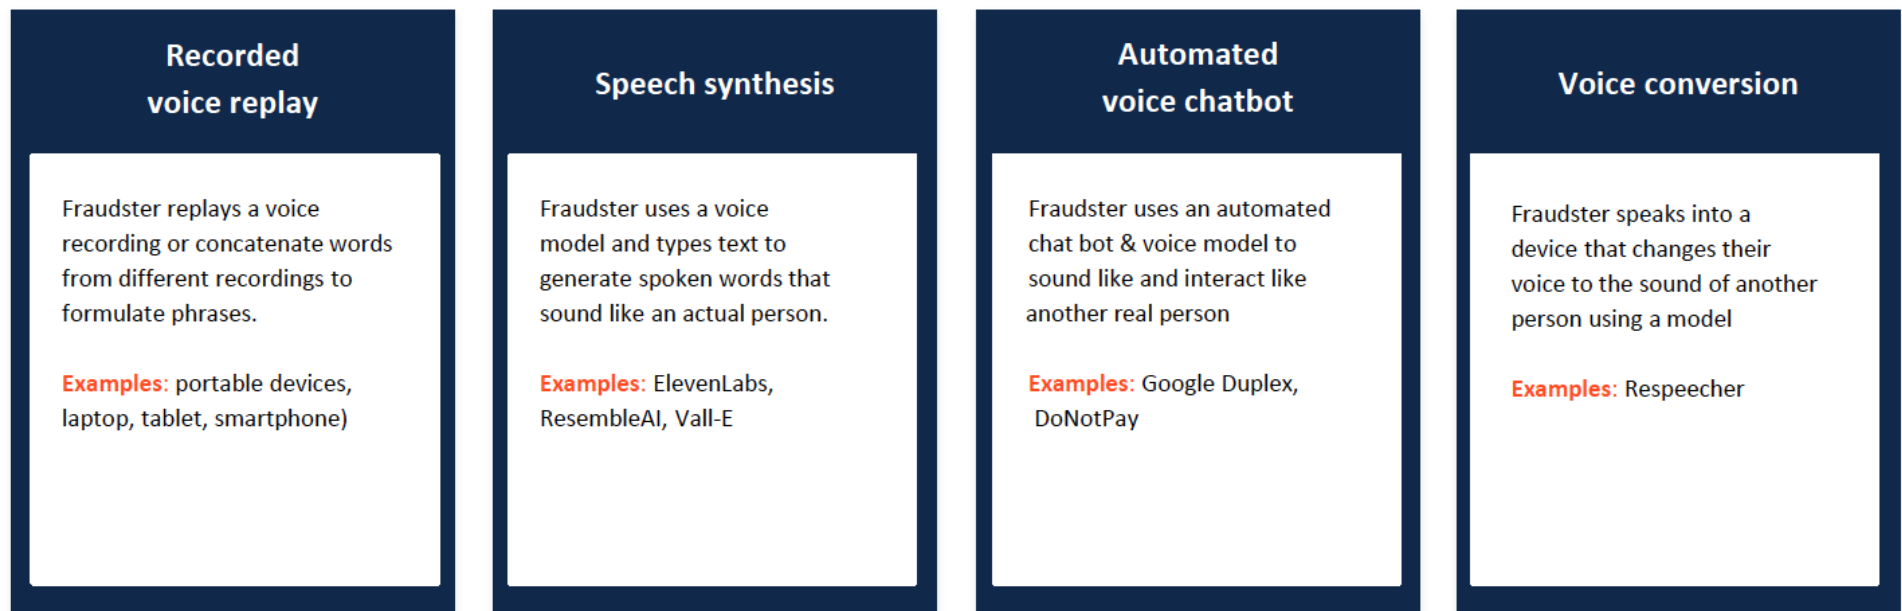 Recorded
voice replay
Fraudster replays a voice
recording or concatenate words
from different recordings to
formulate phrases.
Examples: portable devices,
laptop, tablet, smartphone)
Speech synthesis
Fraudster uses a voice
model and types text to
generate spoken words that
sound like an actual person.
Examples: ElevenLabs,
ResembleAI, Vall-E
Automated
voice chatbot
Fraudster uses an automated
chat bot & voice model to
sound like and interact like
another real person
Examples: Google Duplex,
DoNotPay
Voice conversion
Fraudster speaks into a
device that changes their
voice to the sound of another
person using a model
Examples: Respeecher